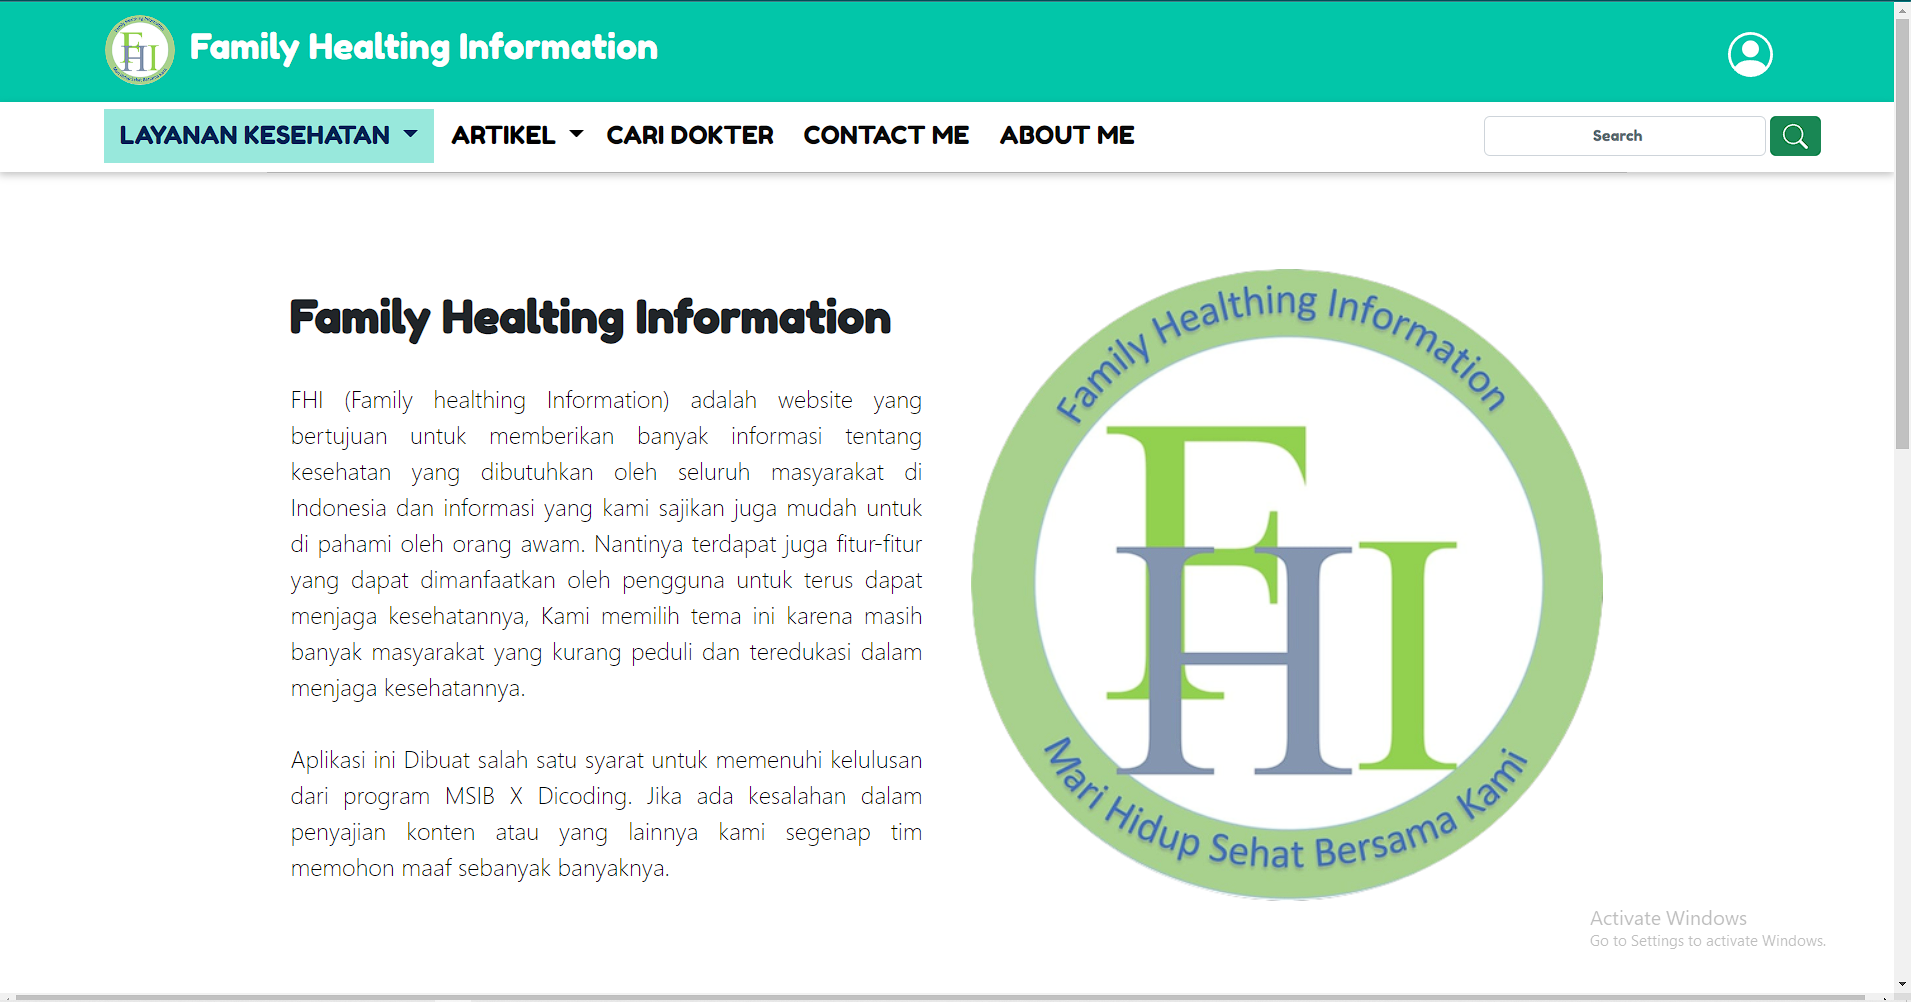 Family Healting Information
LAYANAN KESEHATAN
ARTIKEL
CARI DOKTER
CONTACT ME
ABOUT ME
Search
Family Healting Information
FHI (Family healthing Information) adalah website yang
bertujuan untuk memberikan banyak informasi tentang
kesehatan yang dibutuhkan oleh seluruh masyarakat di
Indonesia dan informasi yang kami sajikan juga mudah untuk
di pahami oleh orang awam. Nantinya terdapat juga fitur-fitur
yang dapat dimanfaatkan oleh pengguna untuk terus dapat
menjaga kesehatannya, Kami memilih tema ini karena masih
banyak masyarakat yang kurang peduli dan teredukasi dalam
menjaga kesehatannya.
Aplikasi ini Dibuat salah satu syarat untuk memenuhi kelulusan
dari program MSIB X Dicoding. Jika ada kesalahan dalam
penyajian konten atau yang lainnya kami segenap tim
memohon maaf sebanyak banyaknya.
Family Healthing Information
FHI
Mari Hidup Sehat Bersama Kami
Activate Windows
Go to Settings to activate Windows.